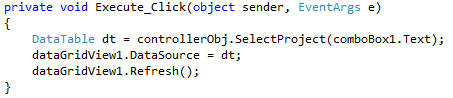 private void Execute_Click(object sender, EventArgs e)
{
    DataTable dt = controllerObj.SelectProject(comboBox1.Text);
    dataGridView1.DataSource = dt;
    dataGridView1.Refresh();
}